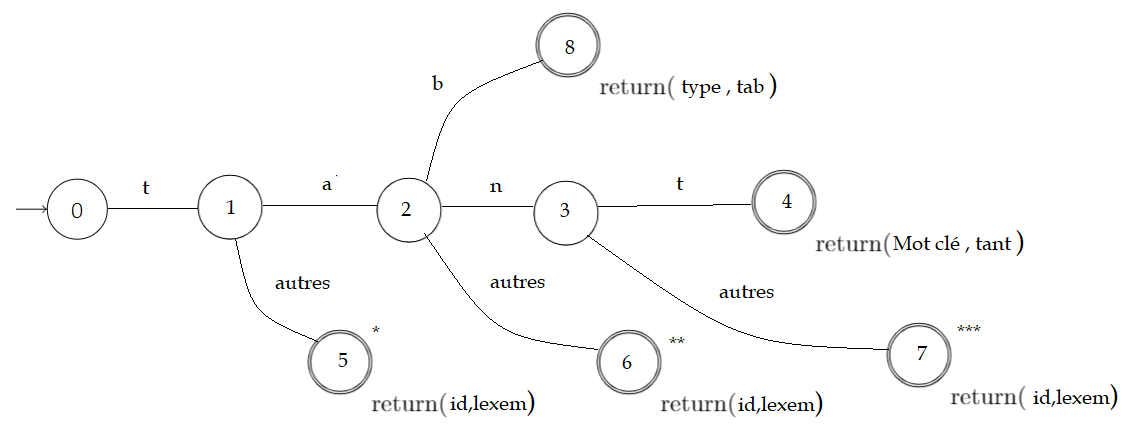 8
b
return( type , tab )
t
a
n
t
0
1
2
3
4
return(Mot clé , tant )
autres
autres
autres
*
**
***
5
6
7
return(id,lexem)
return(id,lexem)
return( id,lexem)